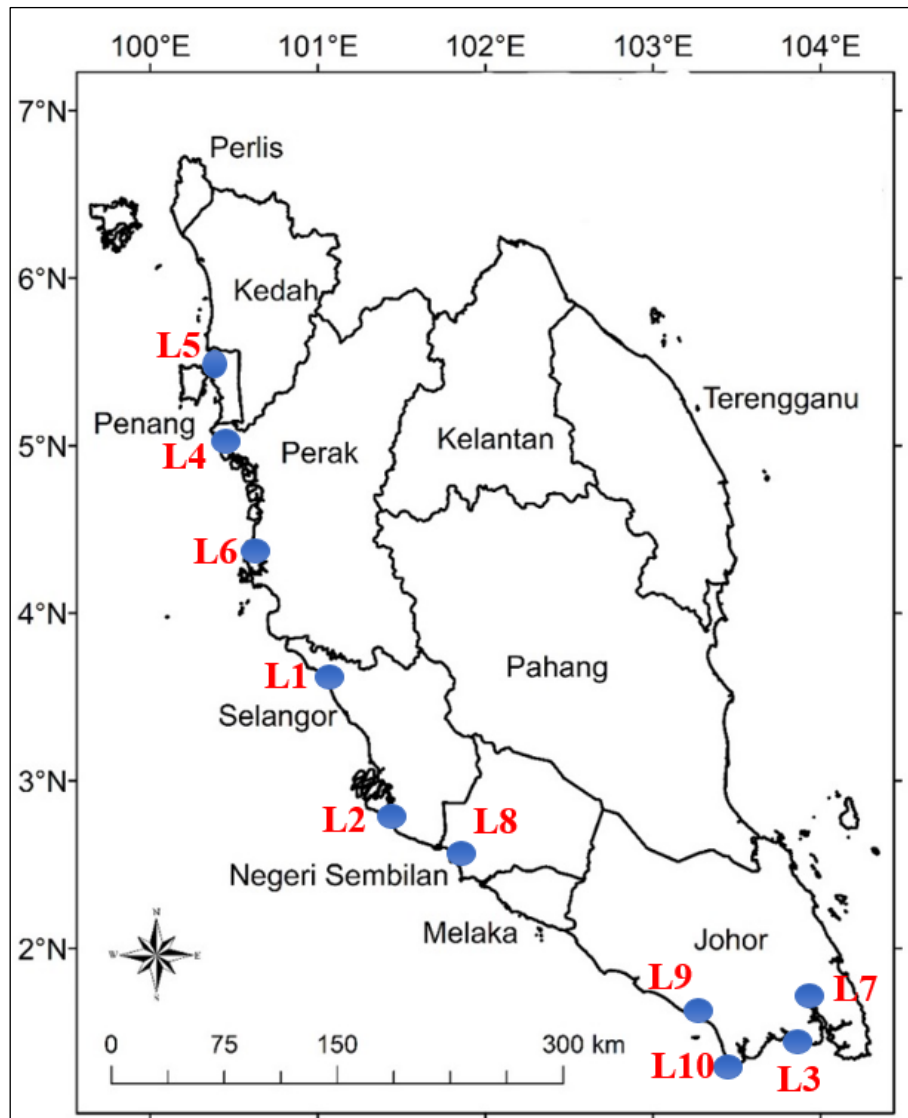 100°E 101°E 102°E 103°E 104°E
7°N
Perlis
6°N
Kedah
L5
Terengganu
Penang
5°N
Kelantan
Perak
L4
L6
4°N
Pahang
L1
Selangor
3°N
L2
L8
Negeri Sembilan
Melaka
Johor
2°N
N
W E
S
L9
L7
0 75 150 300 km
L10
L3